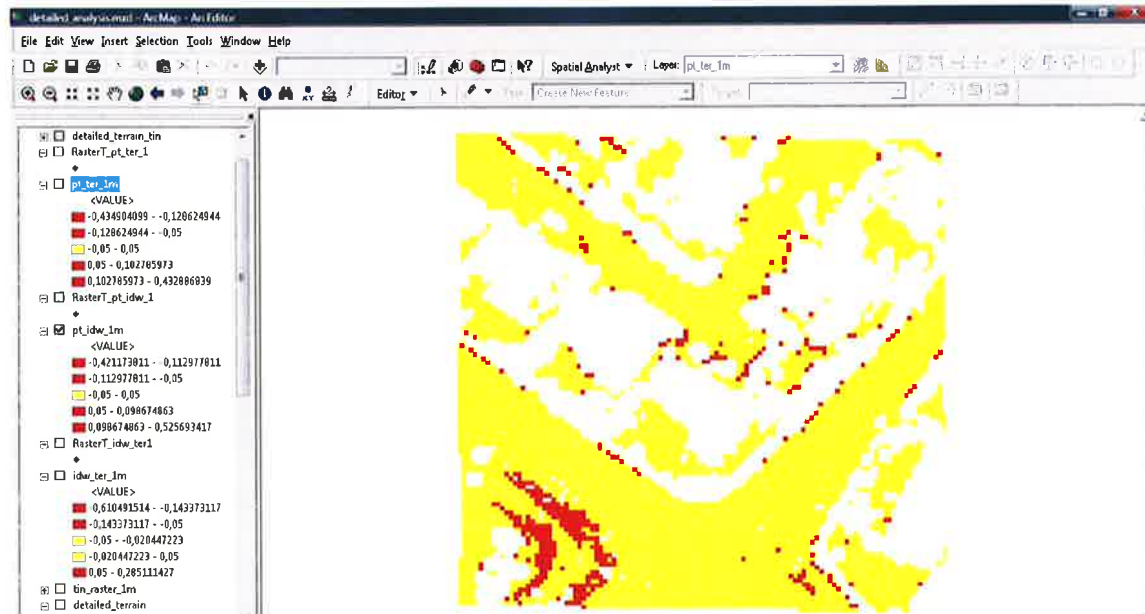 detailed_analysis.mxd - ArcMap - ArcEditor
File Edit View Insert Selection Tools Window Help
Spatial Analyst Layer: pt_ter_1m
Editor Create New Feature
detailed_terrain_tin
RasterT_pt_ter_1
pt_ter_1m
<VALUE>
-0,434904099 - -0,128624944
-0,128624944 - -0,05
-0,05 - 0,05
0,05 - 0,102785973
0,102785973 - 0,432886839
RasterT_pt_idw_1
pt_idw_1m
<VALUE>
-0,421173811 - -0,112977811
-0,112977811 - -0,05
-0,05 - 0,05
0,05 - 0,098674863
0,098674863 - 0,525693417
RasterT_idw_ter1
idw_ter_1m
<VALUE>
-0,610491514 - -0,143373117
-0,143373117 - -0,05
-0,05 - -0,020447223
-0,020447223 - 0,05
0,05 - 0,285111427
tin_raster_1m
detailed_terrain